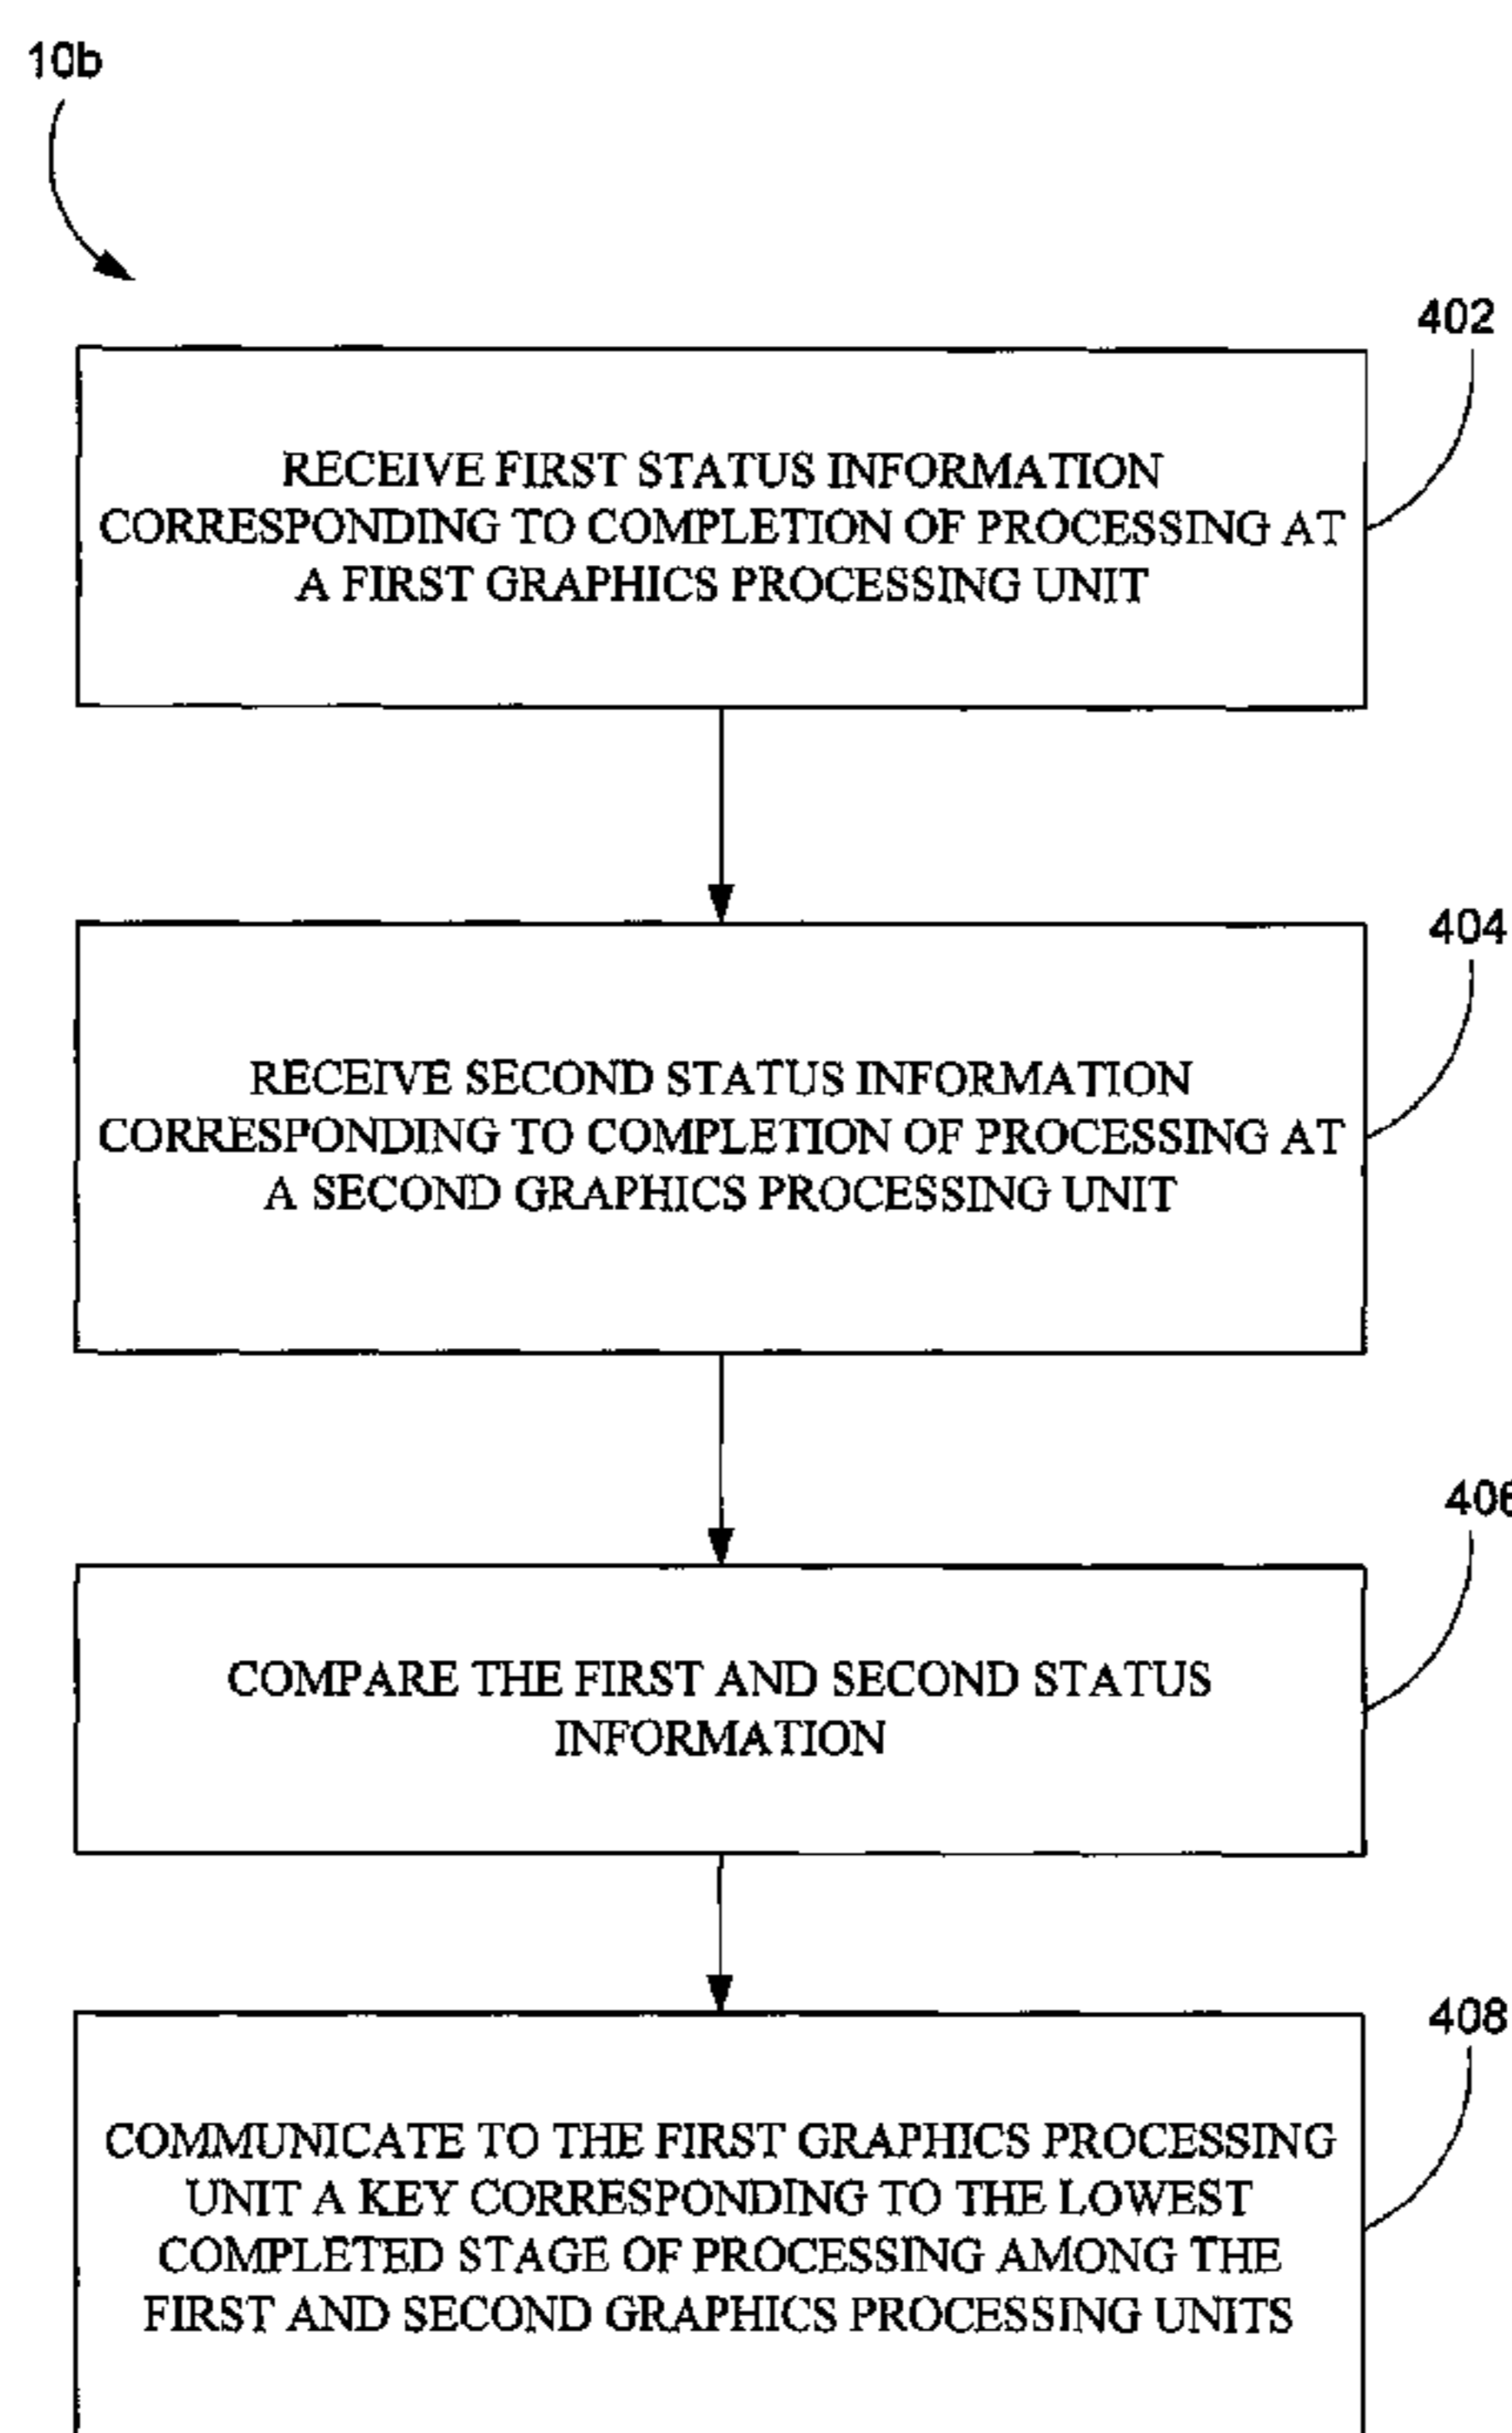 10b
402
RECEIVE FIRST STATUS INFORMATION
CORRESPONDING TO COMPLETION OF PROCESSING AT
A FIRST GRAPHICS PROCESSING UNIT
404
RECEIVE SECOND STATUS INFORMATION
CORRESPONDING TO COMPLETION OF PROCESSING AT
A SECOND GRAPHICS PROCESSING UNIT
406
COMPARE THE FIRST AND SECOND STATUS
INFORMATION
408
COMMUNICATE TO THE FIRST GRAPHICS PROCESSING
UNIT A KEY CORRESPONDING TO THE LOWEST
COMPLETED STAGE OF PROCESSING AMONG THE
FIRST AND SECOND GRAPHICS PROCESSING UNITS